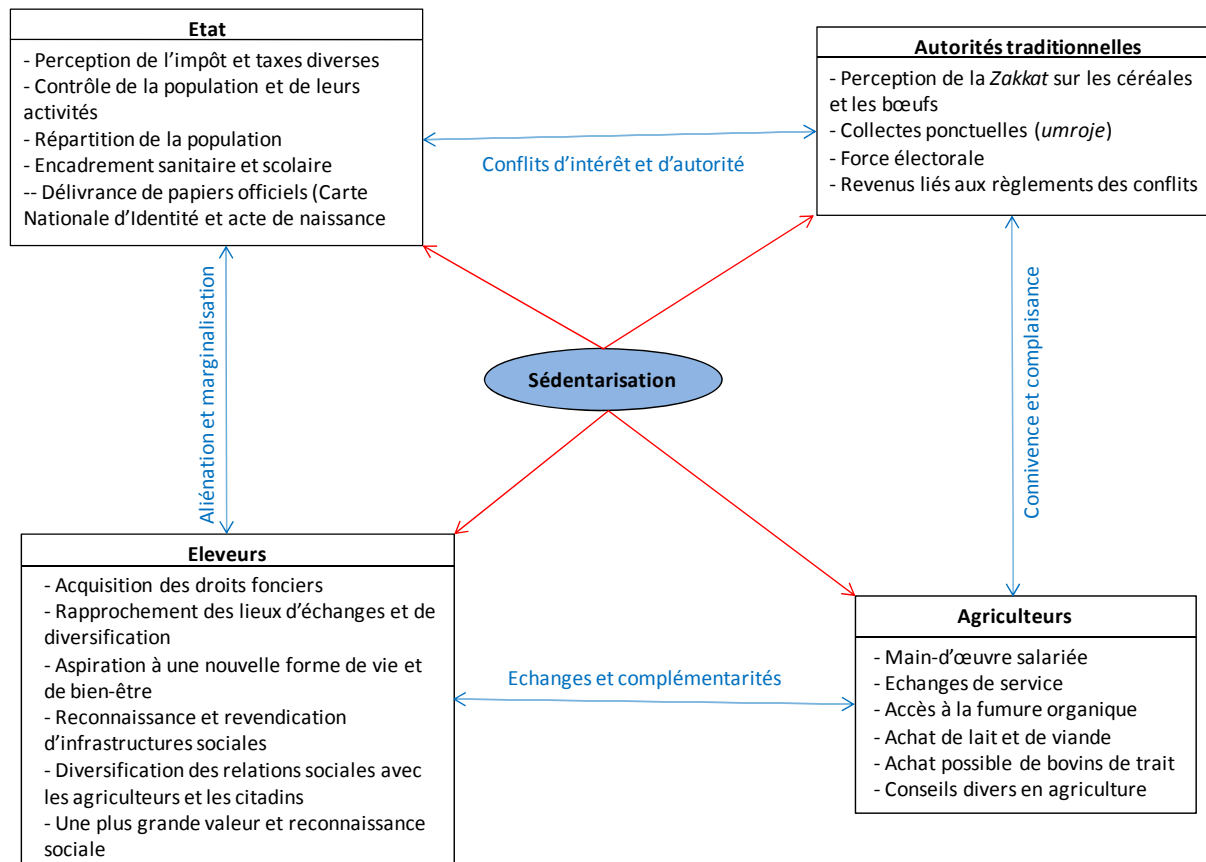 Etat
- Perception de l’impôt et taxes diverses
- Contrôle de la population et de leurs
activités
- Répartition de la population
- Encadrement sanitaire et scolaire
-- Délivrance de papiers officiels (Carte
Nationale d’Identité et acte de naissance
Conflits d’intérêt et d’autorité
Autorités traditionnelles
- Perception de la Zakkat sur les céréales
et les bœufs
- Collectes ponctuelles (umroje)
- Force électorale
- Revenus liés aux règlements des conflits
Aliénation et marginalisation
Sédentarisation
Connivence et complaisance
Eleveurs
- Acquisition des droits fonciers
- Rapprochement des lieux d’échanges et de
diversification
- Aspiration à une nouvelle forme de vie et
de bien-être
- Reconnaissance et revendication
d’infrastructures sociales
- Diversification des relations sociales avec
les agriculteurs et les citadins
- Une plus grande valeur et reconnaissance
sociale
Echanges et complémentarités
Agriculteurs
- Main-d’œuvre salariée
- Echanges de service
- Accès à la fumure organique
- Achat de lait et de viande
- Achat possible de bovins de trait
- Conseils divers en agriculture